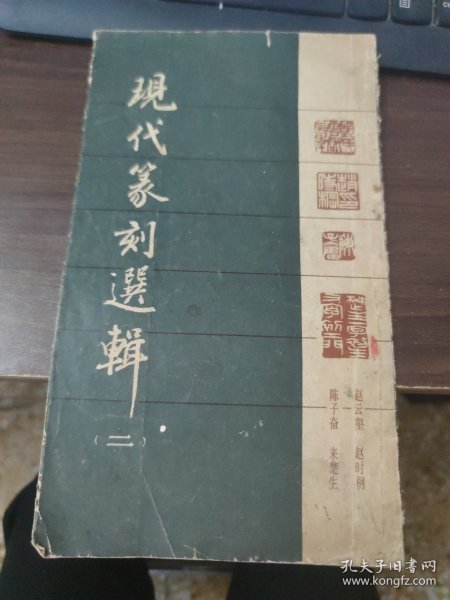 現代篆刻選輯
（二）
赵云壑 赵时棡
陈子奋 来楚生
孔夫子旧书网
www.kongfz.com